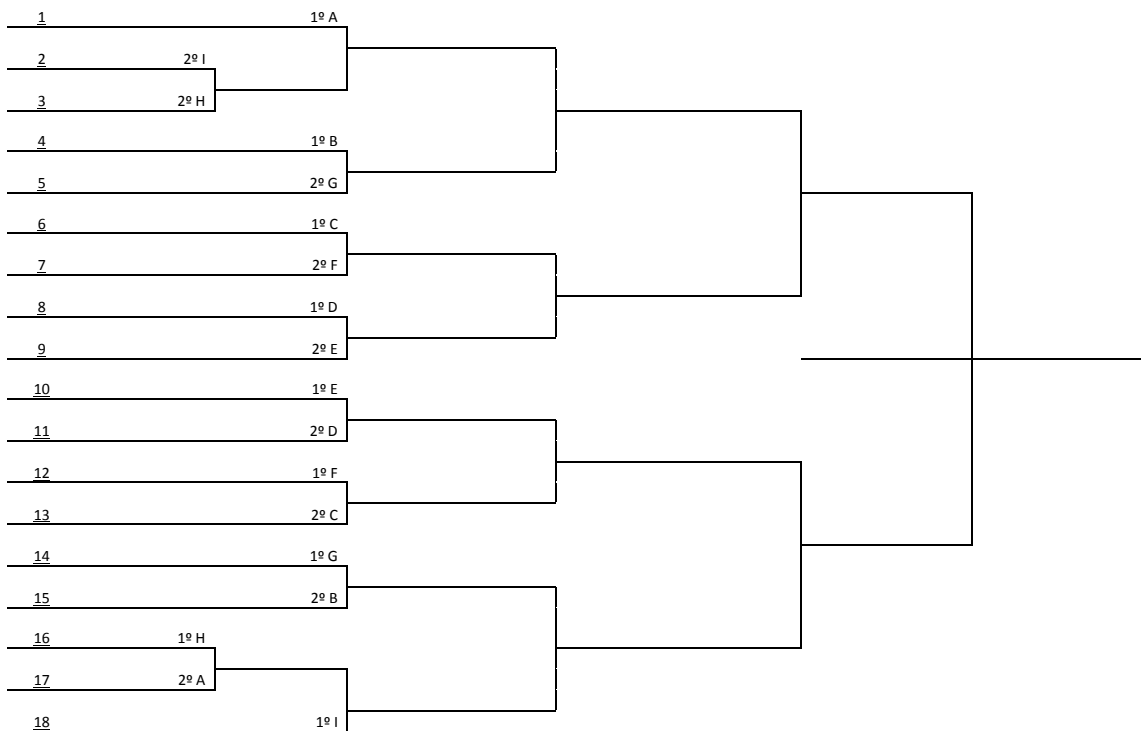 1 1º A
2 2º I
3 2º H
4 1º B
5 2º G
6 1º C
7 2º F
8 1º D
9 2º E
10 1º E
11 2º D
12 1º F
13 2º C
14 1º G
15 2º B
16 1º H
17 2º A
18 1º I